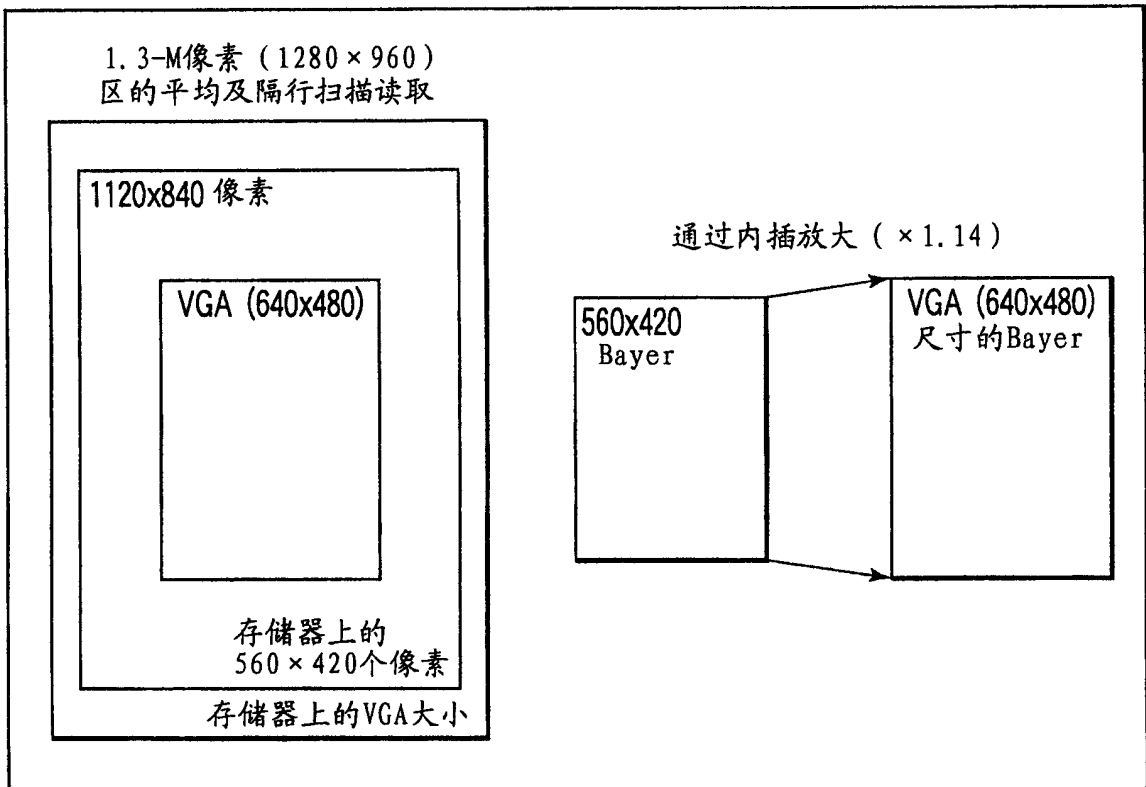 1.3-M像素（1280×960）
区的平均及隔行扫描读取
1120x840 像素
VGA (640x480)
存储器上的
560×420个像素
存储器上的VGA大小
通过内插放大（×1.14）
560x420
Bayer
VGA (640x480)
尺寸的Bayer